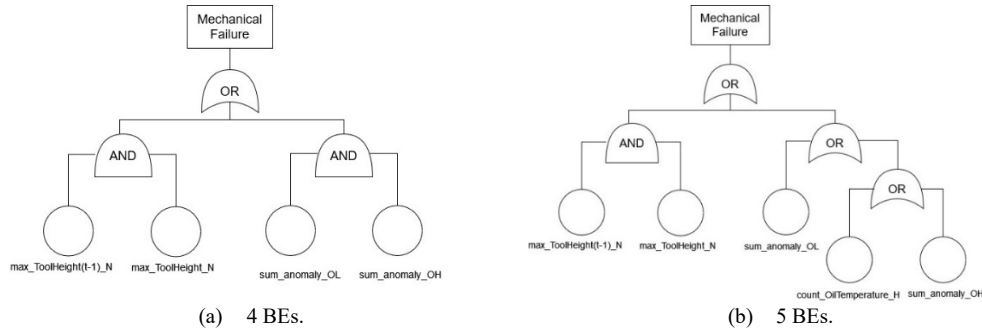 Mechanical
Failure
OR
AND
AND
max_ToolHeight(t-1)_N
max_ToolHeight_N
sum_anomaly_OL
sum_anomaly_OH
(a) 4 BEs.
Mechanical
Failure
OR
AND
OR
OR
max_ToolHeight(t-1)_N
max_ToolHeight_N
sum_anomaly_OL
count_OilTemperature_H
sum_anomaly_OH
(b) 5 BEs.